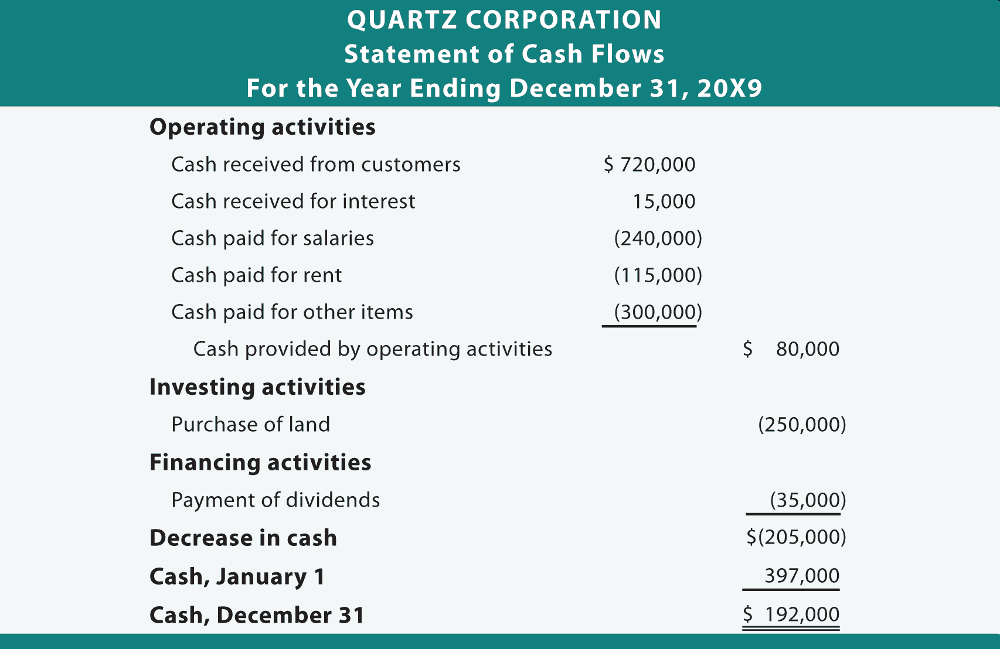 QUARTZ CORPORATION
Statement of Cash Flows
For the Year Ending December 31, 20X9
Operating activities
Cash received from customers $ 720,000
Cash received for interest 15,000
Cash paid for salaries (240,000)
Cash paid for rent (115,000)
Cash paid for other items (300,000)
Cash provided by operating activities $ 80,000
Investing activities
Purchase of land (250,000)
Financing activities
Payment of dividends (35,000)
Decrease in cash $(205,000)
Cash, January 1 397,000
Cash, December 31 $ 192,000